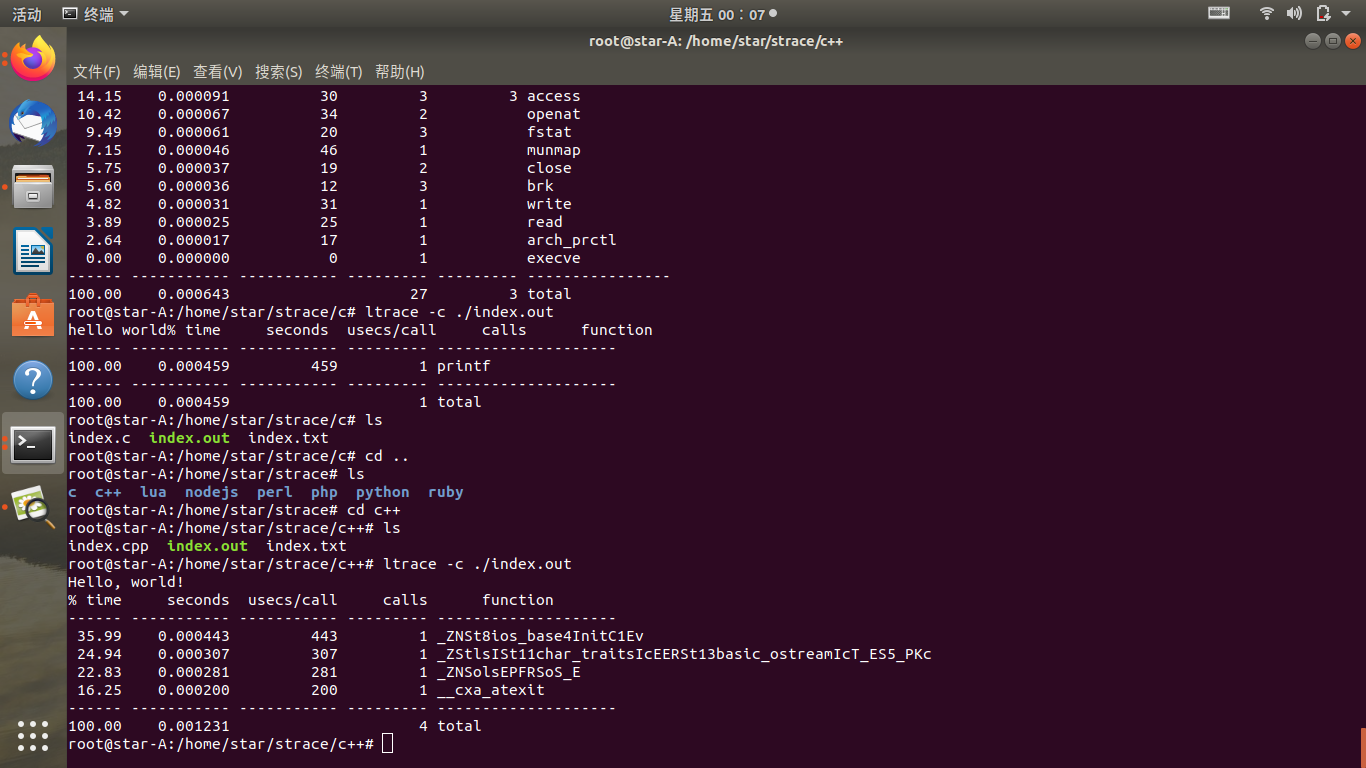 活动 终端 星期五 00：07
root@star-A: /home/star/strace/c++
文件(F) 编辑(E) 查看(V) 搜索(S) 终端(T) 帮助(H)
 14.15    0.000091          30         3         3 access
 10.42    0.000067          34         2           openat
  9.49    0.000061          20         3           fstat
  7.15    0.000046          46         1           munmap
  5.75    0.000037          19         2           close
  5.60    0.000036          12         3           brk
  4.82    0.000031          31         1           write
  3.89    0.000025          25         1           read
  2.64    0.000017          17         1           arch_prctl
  0.00    0.000000           0         1           execve
------ ----------- ----------- --------- --------- ----------------
100.00    0.000643                    27         3 total
root@star-A:/home/star/strace/c# ltrace -c ./index.out
hello world% time     seconds  usecs/call     calls      function
------ ----------- ----------- --------- --------------------
100.00    0.000459         459         1 printf
------ ----------- ----------- --------- --------------------
100.00    0.000459                     1 total
root@star-A:/home/star/strace/c# ls
index.c  index.out  index.txt
root@star-A:/home/star/strace/c# cd ..
root@star-A:/home/star/strace# ls
c  c++  lua  nodejs  perl  php  python  ruby
root@star-A:/home/star/strace# cd c++
root@star-A:/home/star/strace/c++# ls
index.cpp  index.out  index.txt
root@star-A:/home/star/strace/c++# ltrace -c ./index.out
Hello, world!
% time     seconds  usecs/call     calls      function
------ ----------- ----------- --------- --------------------
 35.99    0.000443         443         1 _ZNSt8ios_base4InitC1Ev
 24.94    0.000307         307         1 _ZStlsISt11char_traitsIcEERSt13basic_ostreamIcT_ES5_PKc
 22.83    0.000281         281         1 _ZNSolsEPFRSoS_E
 16.25    0.000200         200         1 __cxa_atexit
------ ----------- ----------- --------- --------------------
100.00    0.001231                     4 total
root@star-A:/home/star/strace/c++#